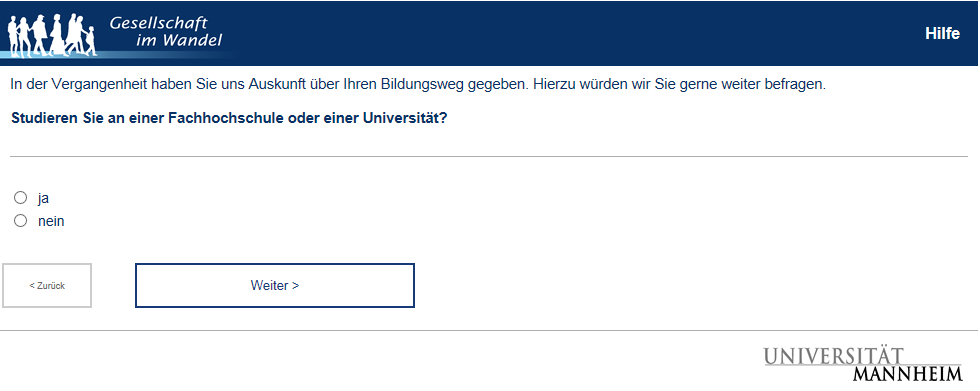 Gesellschaft
im Wandel
Hilfe
In der Vergangenheit haben Sie uns Auskunft über Ihren Bildungsweg gegeben. Hierzu würden wir Sie gerne weiter befragen.
Studieren Sie an einer Fachhochschule oder einer Universität?
ja
nein
< Zurück
Weiter >
UNIVERSITÄT
MANNHEIM